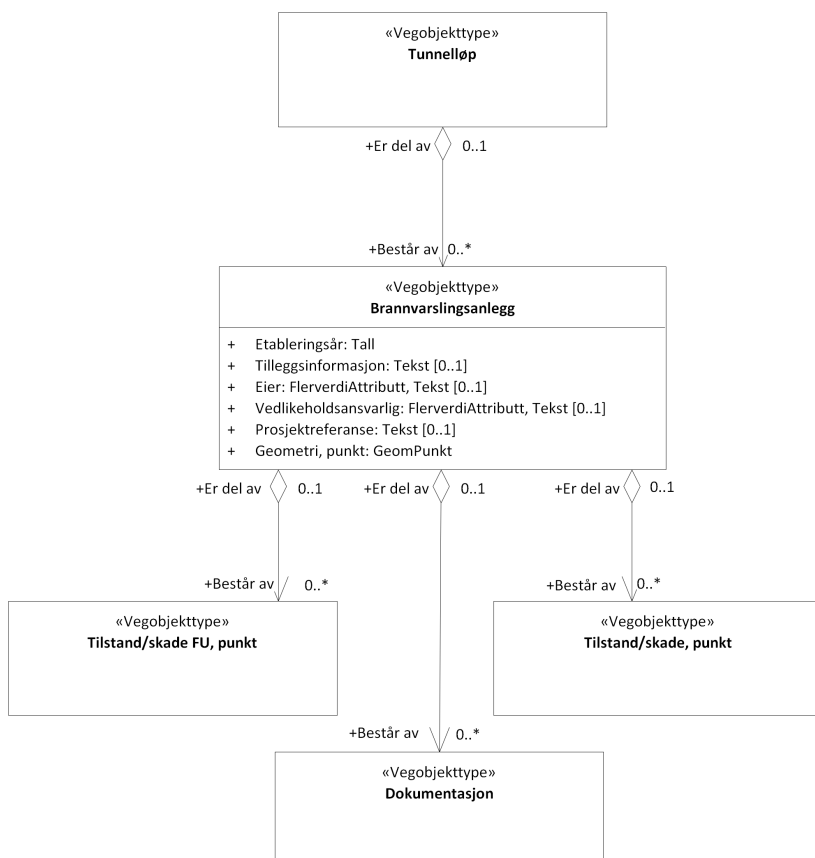 «Vegobjekttype»
Tunnelløp
+Er del av 0..1
+Består av 0..*
«Vegobjekttype»
Brannvarslingsanlegg
+ Etableringsår: Tall
+ Tilleggsinformasjon: Tekst [0..1]
+ Eier: FlerverdiAttributt, Tekst [0..1]
+ Vedlikeholdsansvarlig: FlerverdiAttributt, Tekst [0..1]
+ Prosjektreferanse: Tekst [0..1]
+ Geometri, punkt: GeomPunkt
+Er del av 0..1 +Er del av 0..1 +Er del av 0..1
+Består av 0..* +Består av 0..*
«Vegobjekttype» «Vegobjekttype»
Tilstand/skade FU, punkt Tilstand/skade, punkt
+Består av 0..*
«Vegobjekttype»
Dokumentasjon